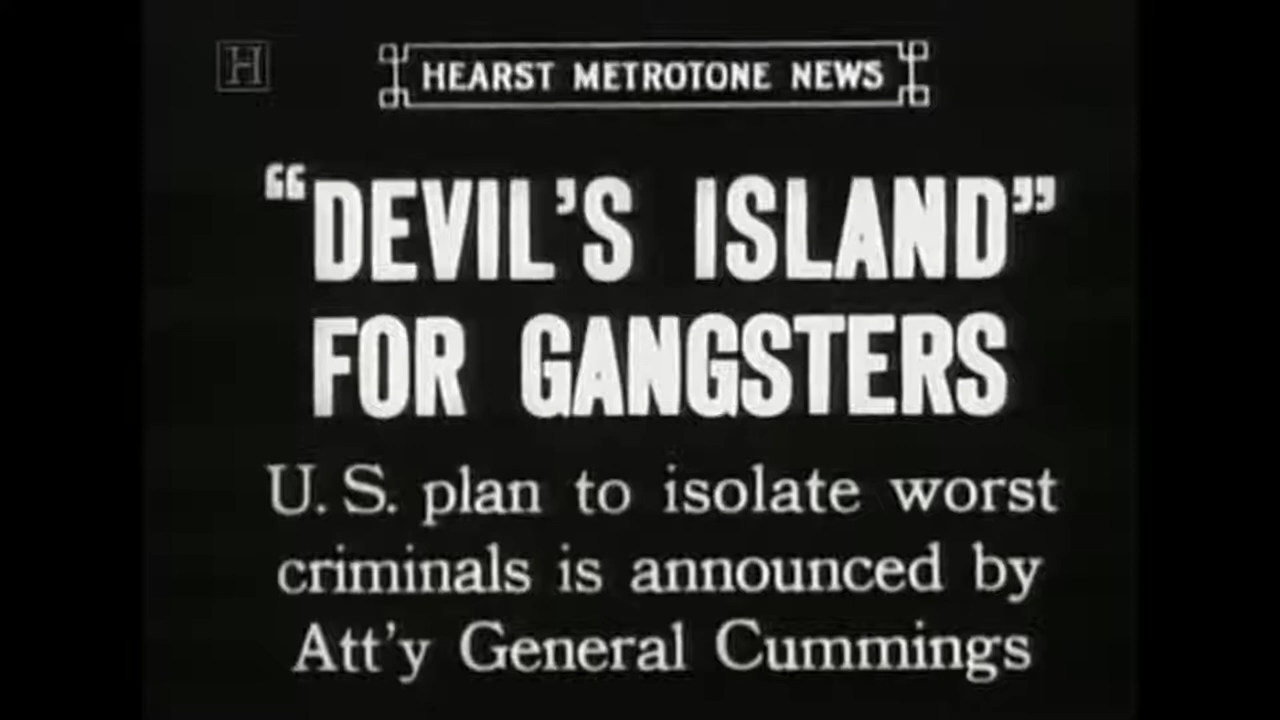 H
HEARST METROTONE NEWS
“DEVIL’S ISLAND”
FOR GANGSTERS
U. S. plan to isolate worst
criminals is announced by
Att’y General Cummings